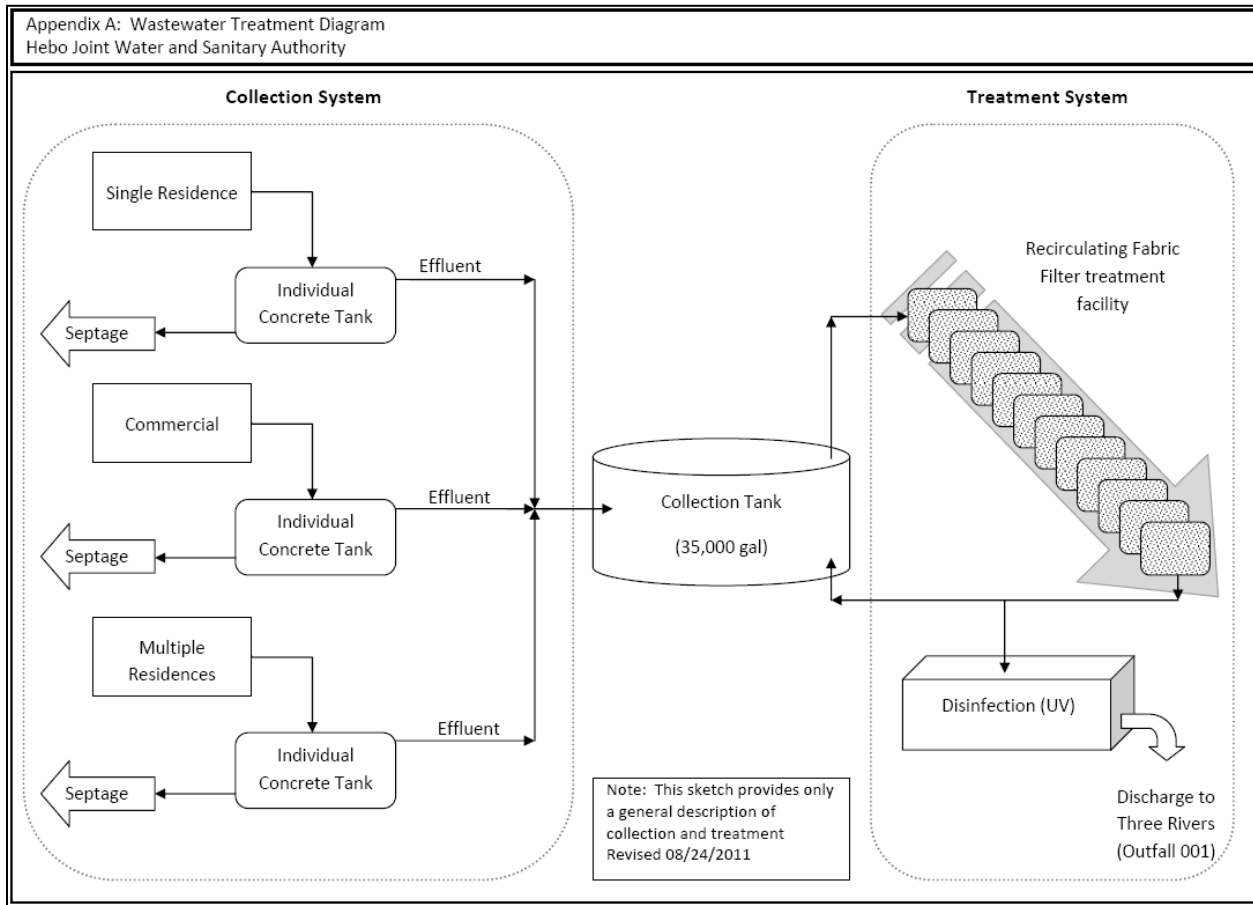 Appendix A:  Wastewater Treatment Diagram
Hebo Joint Water and Sanitary Authority
Collection System
Single Residence
Individual
Concrete Tank
Effluent
Septage
Commercial
Individual
Concrete Tank
Effluent
Septage
Multiple
Residences
Individual
Concrete Tank
Effluent
Septage
Collection Tank
(35,000 gal)
Note:  This sketch provides only
a general description of
collection and treatment
Revised 08/24/2011
Treatment System
Recirculating Fabric
Filter treatment
facility
Disinfection (UV)
Discharge to
Three Rivers
(Outfall 001)